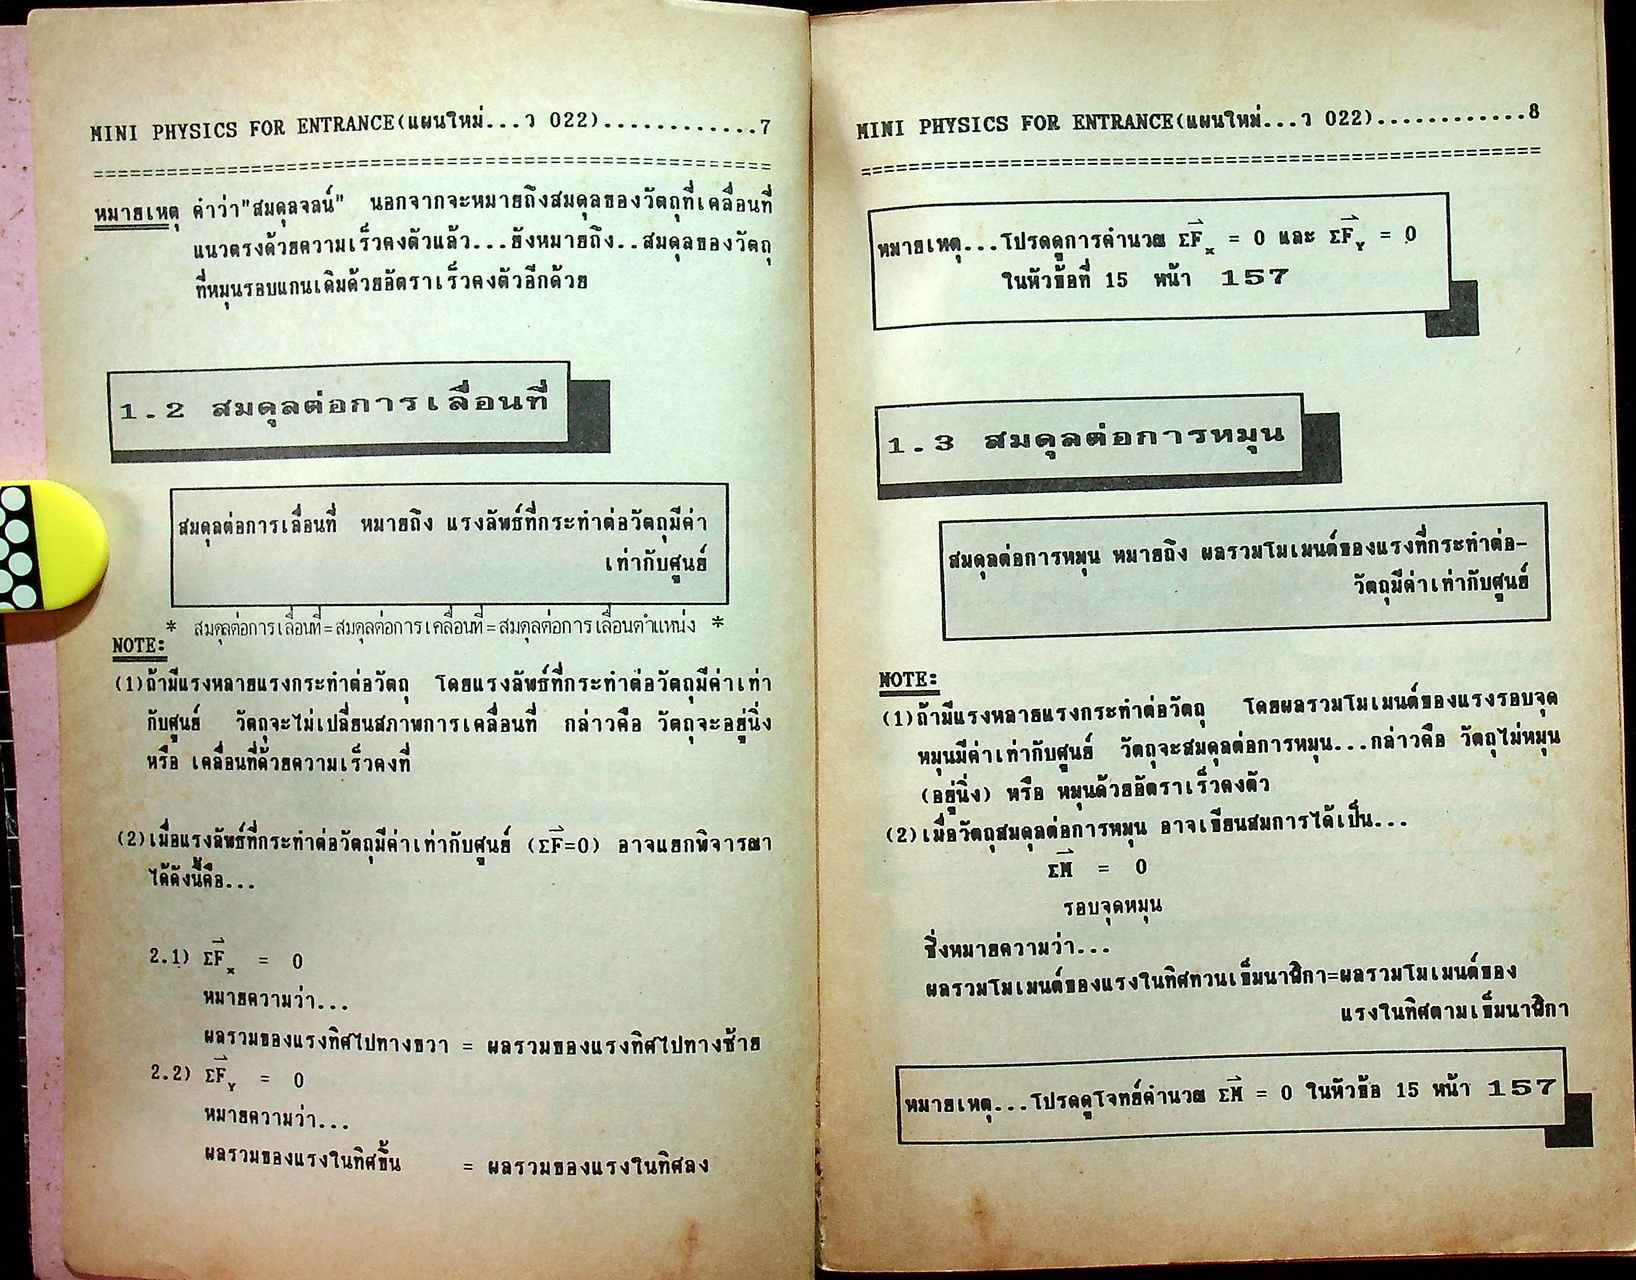 MINI PHYSICS FOR ENTRANCE(แผนใหม่...ว 022)............7
หมายเหตุ คำว่า"สมดุลจลน์" นอกจากจะหมายถึงสมดุลของวัตถุที่เคลื่อนที่
แนวตรงด้วยความเร็วคงตัวแล้ว...ยังหมายถึง..สมดุลของวัตถุ
ที่หมุนรอบแกนเดิมด้วยอัตราเร็วคงตัวอีกด้วย
1.2 สมดุลต่อการเลื่อนที่
สมดุลต่อการเลื่อนที่ หมายถึง แรงลัพธ์ที่กระทำต่อวัตถุมีค่า
เท่ากับศูนย์
* สมดุลต่อการเลื่อนที่=สมดุลต่อการเคลื่อนที่=สมดุลต่อการเลื่อนตำแหน่ง *
NOTE:
(1)ถ้ามีแรงหลายแรงกระทำต่อวัตถุ โดยแรงลัพธ์ที่กระทำต่อวัตถุมีค่าเท่า
กับศูนย์ วัตถุจะไม่เปลี่ยนสภาพการเคลื่อนที่ กล่าวคือ วัตถุจะอยู่นิ่ง
หรือ เคลื่อนที่ด้วยความเร็วคงที่
(2)เมื่อแรงลัพธ์ที่กระทำต่อวัตถุมีค่าเท่ากับศูนย์ (ΣF⃗=0) อาจแยกพิจารณา
ได้ดังนี้คือ...
2.1) ΣF⃗x = 0
หมายความว่า...
ผลรวมของแรงทิศไปทางขวา = ผลรวมของแรงทิศไปทางซ้าย
2.2) ΣF⃗Y = 0
หมายความว่า...
ผลรวมของแรงในทิศขึ้น = ผลรวมของแรงในทิศลง
MINI PHYSICS FOR ENTRANCE(แผนใหม่...ว 022)............8
หมายเหตุ...โปรดดูการคำนวณ ΣF⃗x = 0 และ ΣF⃗Y = 0
ในหัวข้อที่ 15 หน้า 157
1.3 สมดุลต่อการหมุน
สมดุลต่อการหมุน หมายถึง ผลรวมโมเมนต์ของแรงที่กระทำต่อ-
วัตถุมีค่าเท่ากับศูนย์
NOTE:
(1)ถ้ามีแรงหลายแรงกระทำต่อวัตถุ โดยผลรวมโมเมนต์ของแรงรอบจุด
หมุนมีค่าเท่ากับศูนย์ วัตถุจะสมดุลต่อการหมุน...กล่าวคือ วัตถุไม่หมุน
(อยู่นิ่ง) หรือ หมุนด้วยอัตราเร็วคงตัว
(2)เมื่อวัตถุสมดุลต่อการหมุน อาจเขียนสมการได้เป็น...
ΣM⃗ = 0
รอบจุดหมุน
ซึ่งหมายความว่า...
ผลรวมโมเมนต์ของแรงในทิศทวนเข็มนาฬิกา=ผลรวมโมเมนต์ของ
แรงในทิศตามเข็มนาฬิกา
หมายเหตุ...โปรดดูโจทย์คำนวณ ΣM⃗ = 0 ในหัวข้อ 15 หน้า 157